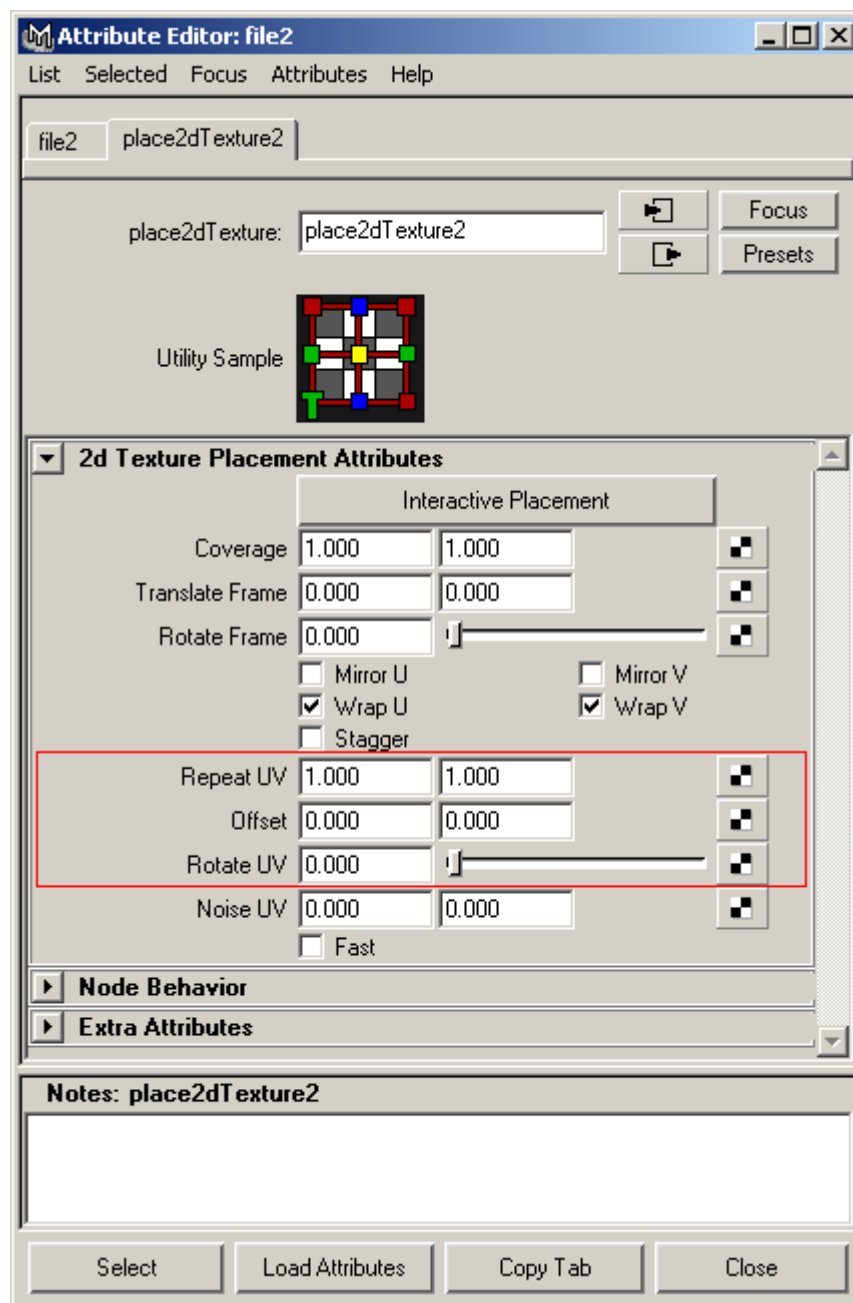 Attribute Editor: file2
List Selected Focus Attributes Help
file2 place2dTexture2
place2dTexture: place2dTexture2 Focus
Presets
Utility Sample
2d Texture Placement Attributes
Interactive Placement
Coverage 1.000 1.000
Translate Frame 0.000 0.000
Rotate Frame 0.000
Mirror U Mirror V
Wrap U Wrap V
Stagger
Repeat UV 1.000 1.000
Offset 0.000 0.000
Rotate UV 0.000
Noise UV 0.000 0.000
Fast
Node Behavior
Extra Attributes
Notes: place2dTexture2
Select Load Attributes Copy Tab Close